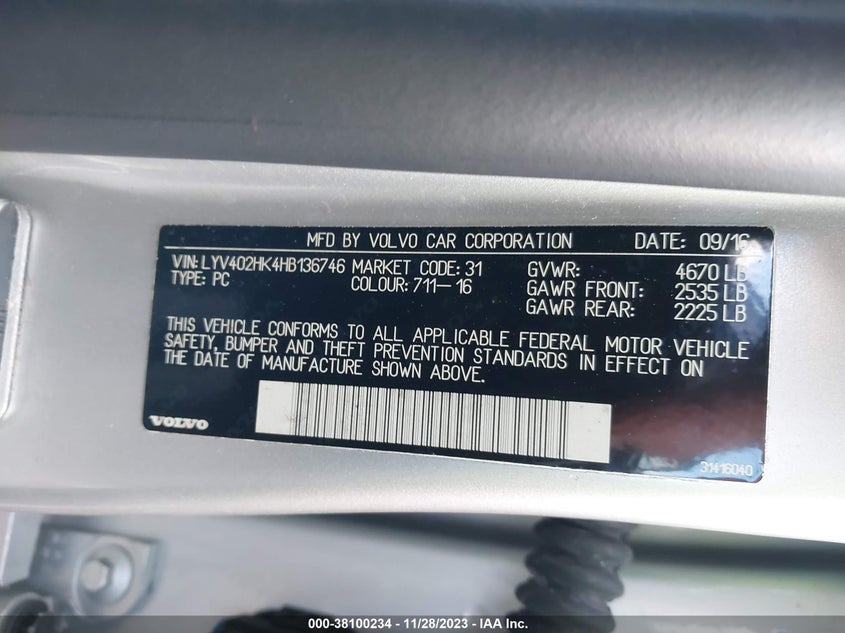 MFD BY VOLVO CAR CORPORATION DATE: 09/16
VIN: LYV402HK4HB136746 MARKET CODE: 31 GVWR: 4670 LB
TYPE: PC COLOUR: 711-16 GAWR FRONT: 2535 LB
GAWR REAR: 2225 LB
THIS VEHICLE CONFORMS TO ALL APPLICABLE FEDERAL MOTOR VEHICLE
SAFETY, BUMPER AND THEFT PREVENTION STANDARDS IN EFFECT ON
THE DATE OF MANUFACTURE SHOWN ABOVE.
VOLVO
31416040
000-38100234 - 11/28/2023 - IAA Inc.